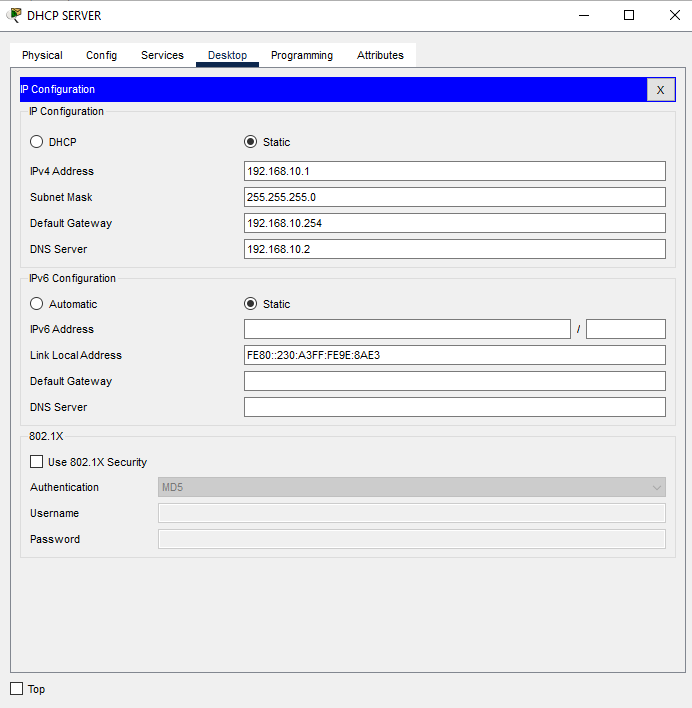 DHCP SERVER
Physical Config Services Desktop Programming Attributes
IP Configuration X
IP Configuration
DHCP Static
IPv4 Address 192.168.10.1
Subnet Mask 255.255.255.0
Default Gateway 192.168.10.254
DNS Server 192.168.10.2
IPv6 Configuration
Automatic Static
IPv6 Address /
Link Local Address FE80::230:A3FF:FE9E:8AE3
Default Gateway
DNS Server
802.1X
Use 802.1X Security
Authentication MD5
Username
Password
Top